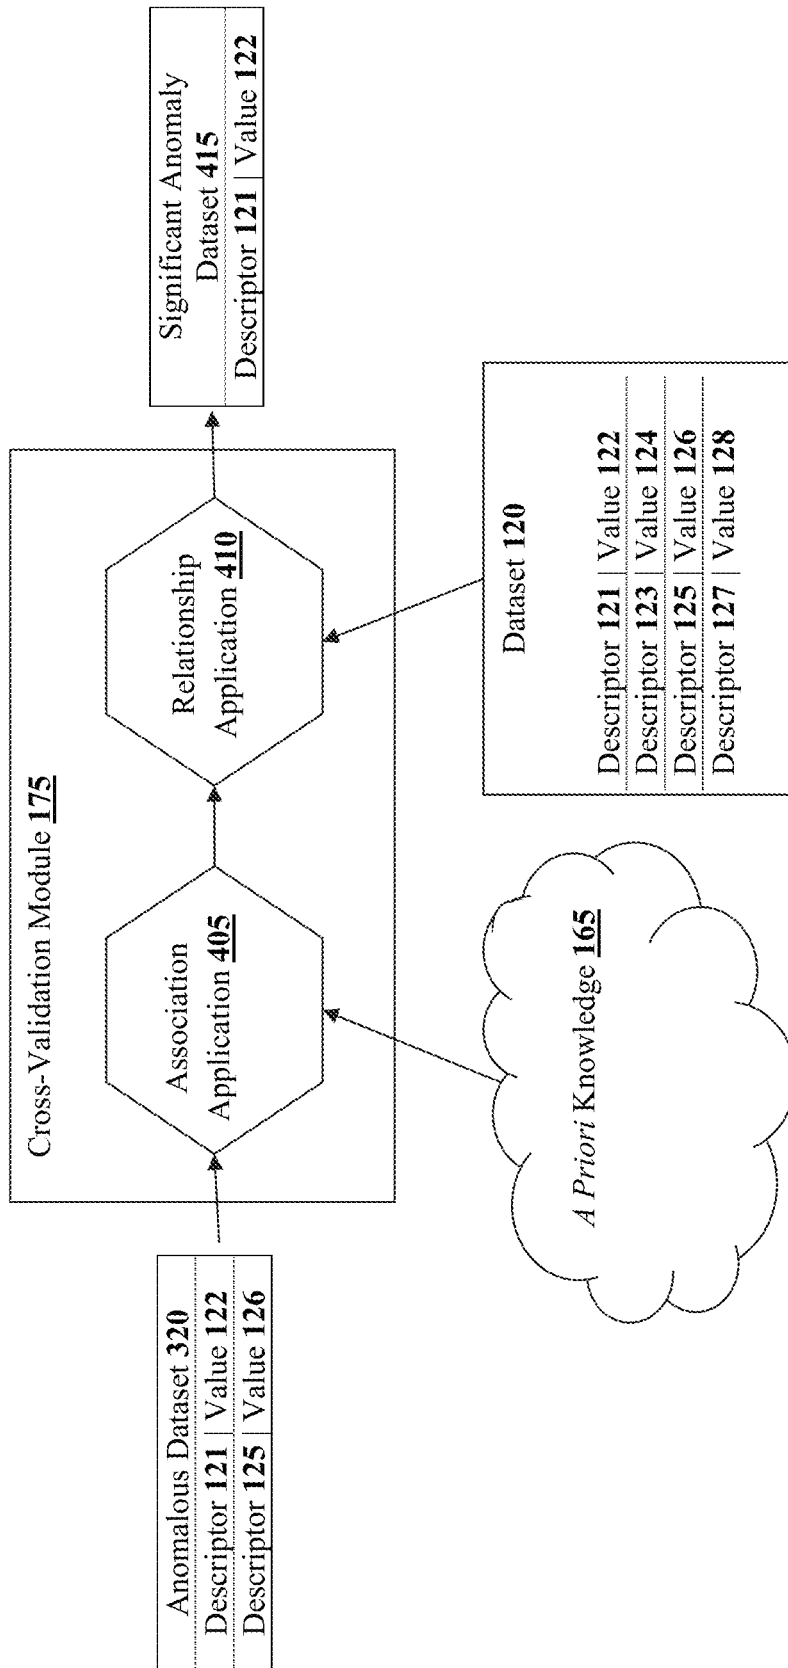 Anomalous Dataset 320
Descriptor 121 | Value 122
Descriptor 125 | Value 126
Cross-Validation Module 175
Association
Application 405
Relationship
Application 410
Significant Anomaly
Dataset 415
Descriptor 121 | Value 122
A Priori Knowledge 165
Dataset 120
Descriptor 121 | Value 122
Descriptor 123 | Value 124
Descriptor 125 | Value 126
Descriptor 127 | Value 128